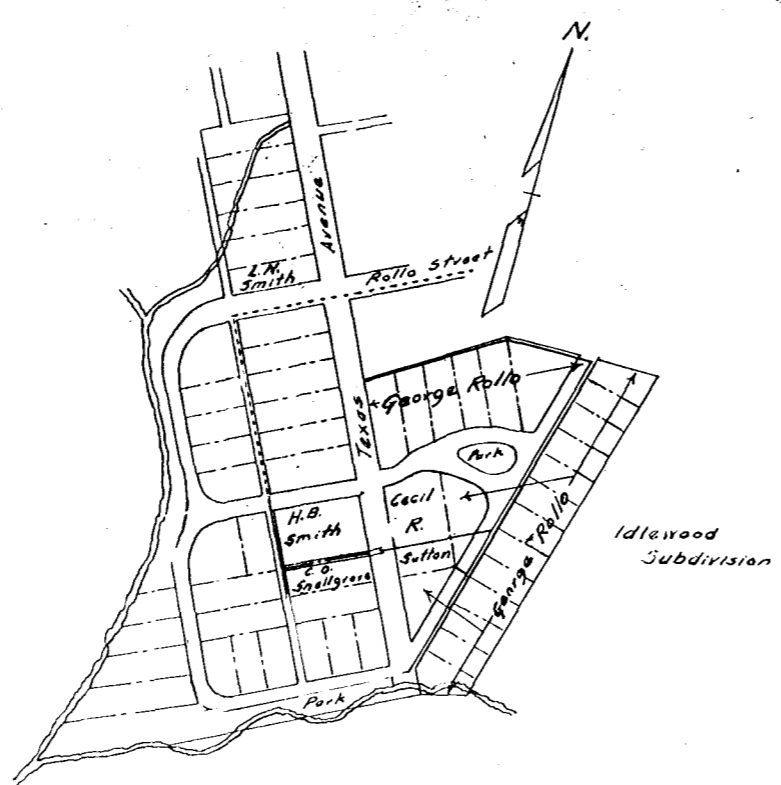 N.
Avenue
L.N.
Smith
Rollo Street
George Rollo
Texas
Park
Cecil
R.
Sutton
H.B.
Smith
C.O.
Snellgrove
George Rollo
Idlewood
Subdivision
Park